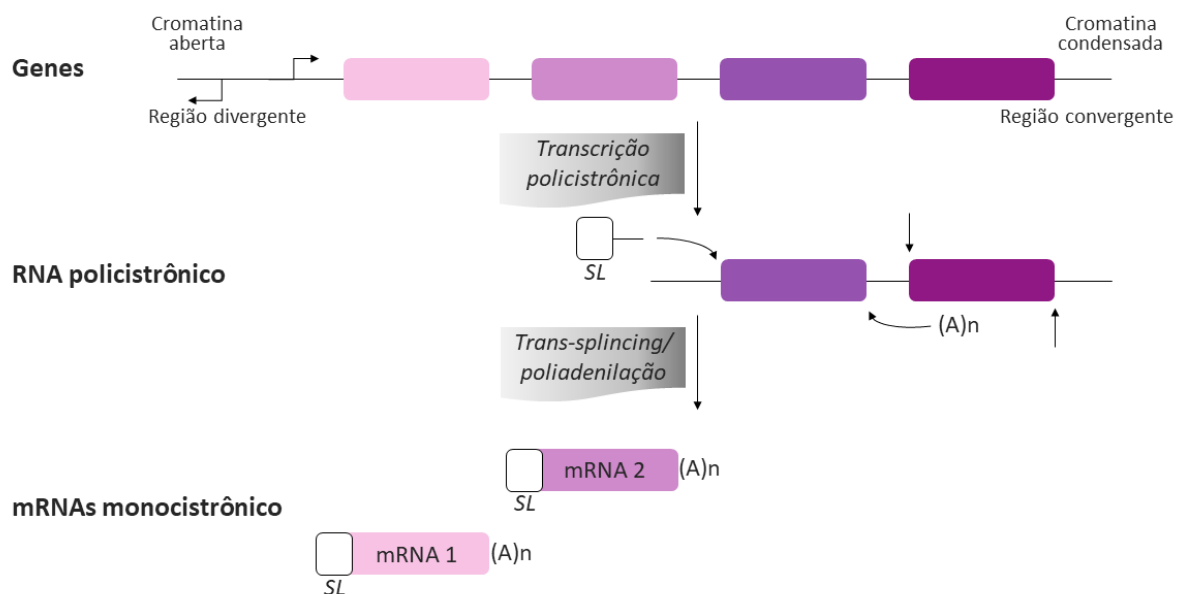 Cromatina
aberta
Cromatina
condensada
Genes
Região divergente
Região convergente
Transcrição
policistrônica
SL
RNA policistrônico
(A)n
Trans-splincing/
poliadenilação
mRNA 2
(A)n
SL
mRNAs monocistrônico
mRNA 1
(A)n
SL